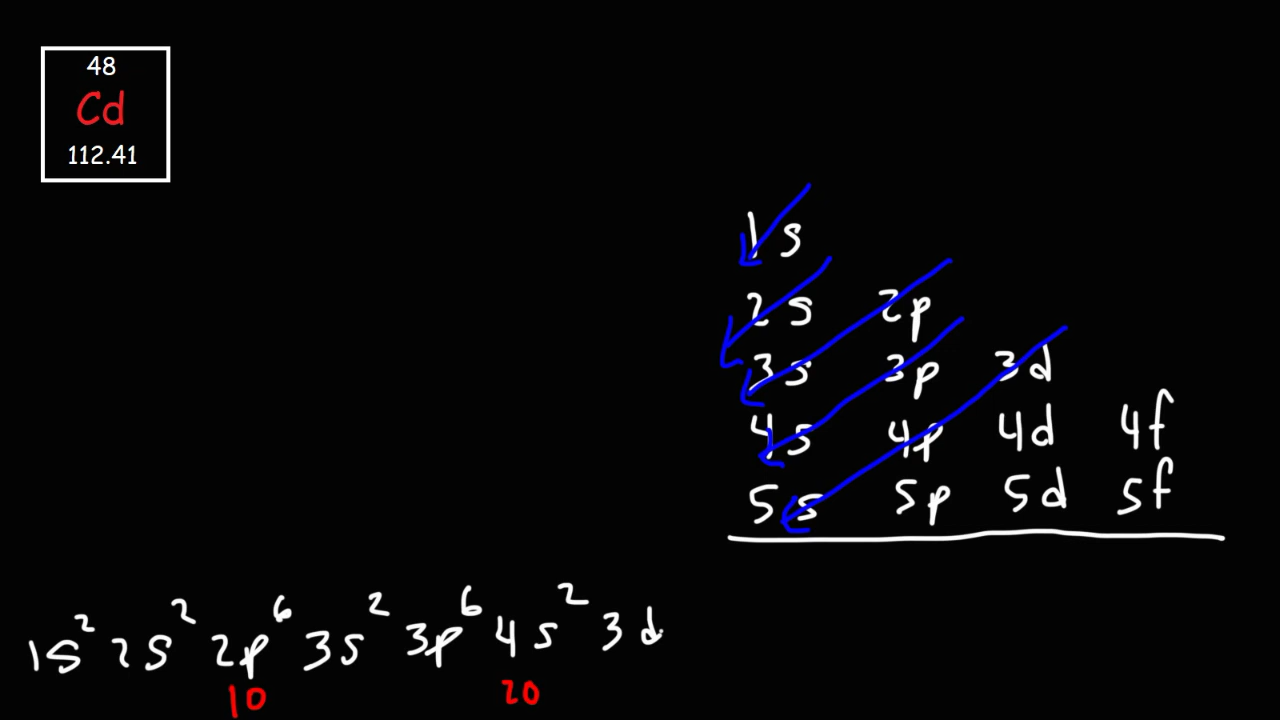 48
Cd
112.41
1s
2s 2p
3s 3p 3d
4s 4p 4d 4f
5s 5p 5d 5f
1s² 2s² 2p⁶ 3s² 3p⁶ 4s² 3d
10 20